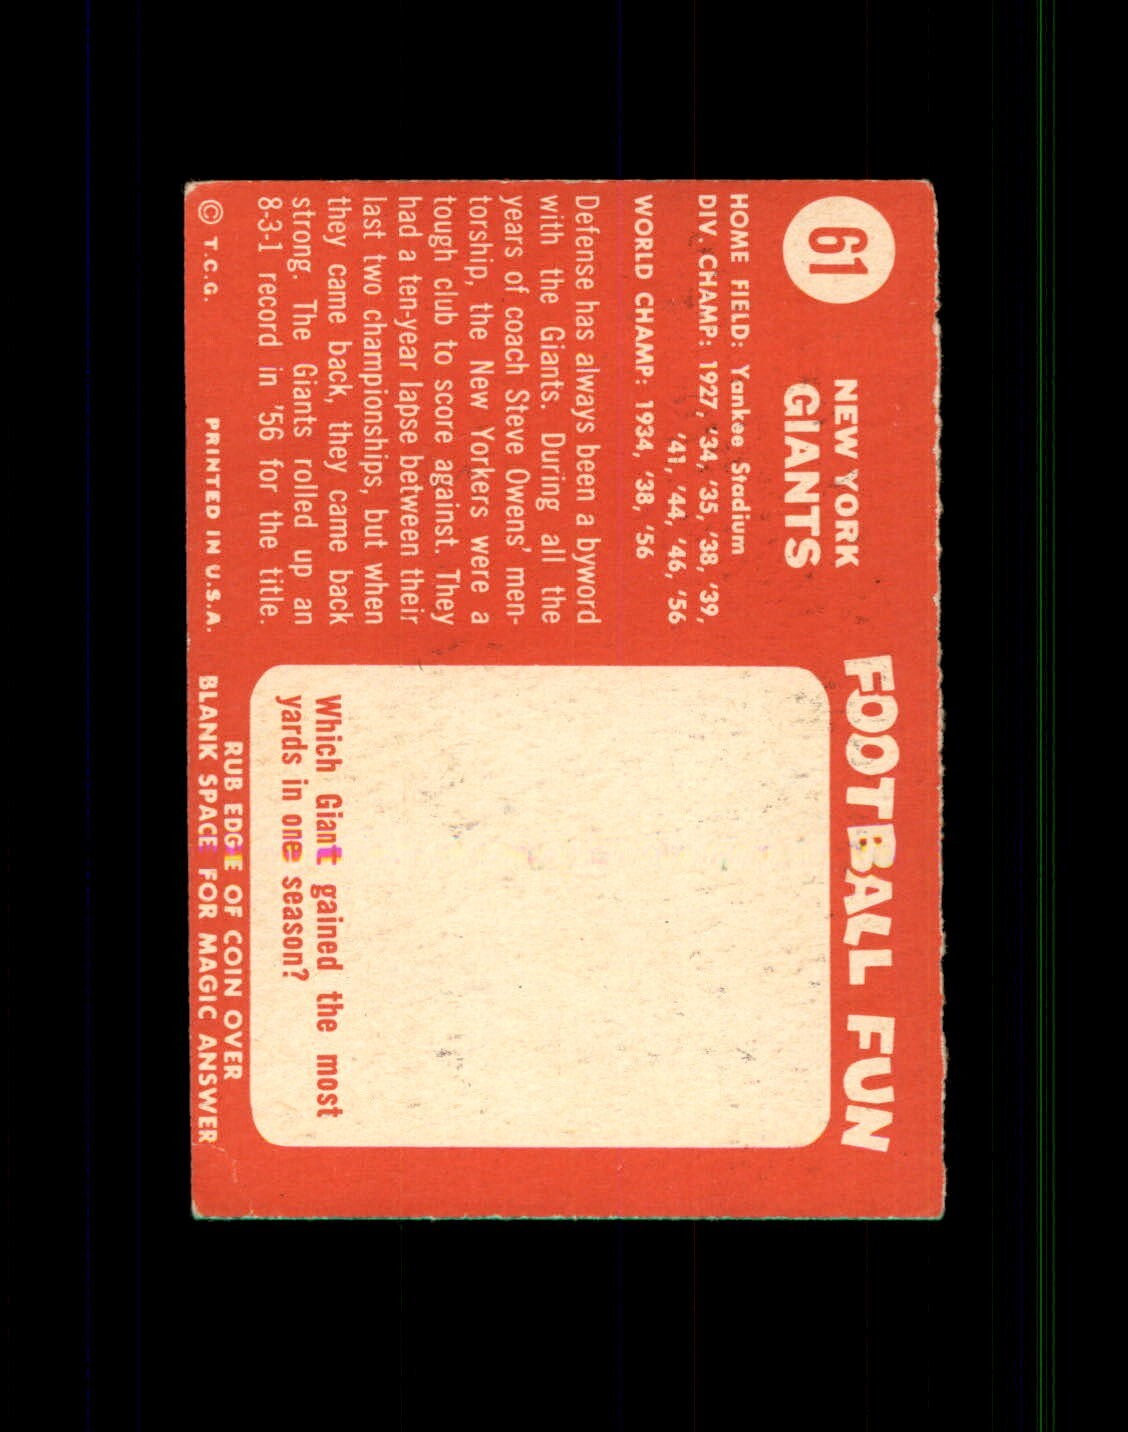 61
NEW YORK
GIANTS
HOME FIELD: Yankee Stadium
DIV. CHAMP: 1927, '34, '35, '38, '39,
'41, '44, '46, '56
WORLD CHAMP: 1934, '38, '56
Defense has always been a byword
with the Giants. During all the
years of coach Steve Owens' men-
torship, the New Yorkers were a
tough club to score against. They
had a ten-year lapse between their
last two championships, but when
they came back, they came back
strong. The Giants rolled up an
8-3-1 record in '56 for the title.
© T.C.G. PRINTED IN U.S.A.
FOOTBALL FUN
Which Giant gained the most
yards in one season?
RUB EDGE OF COIN OVER
BLANK SPACE FOR MAGIC ANSWER